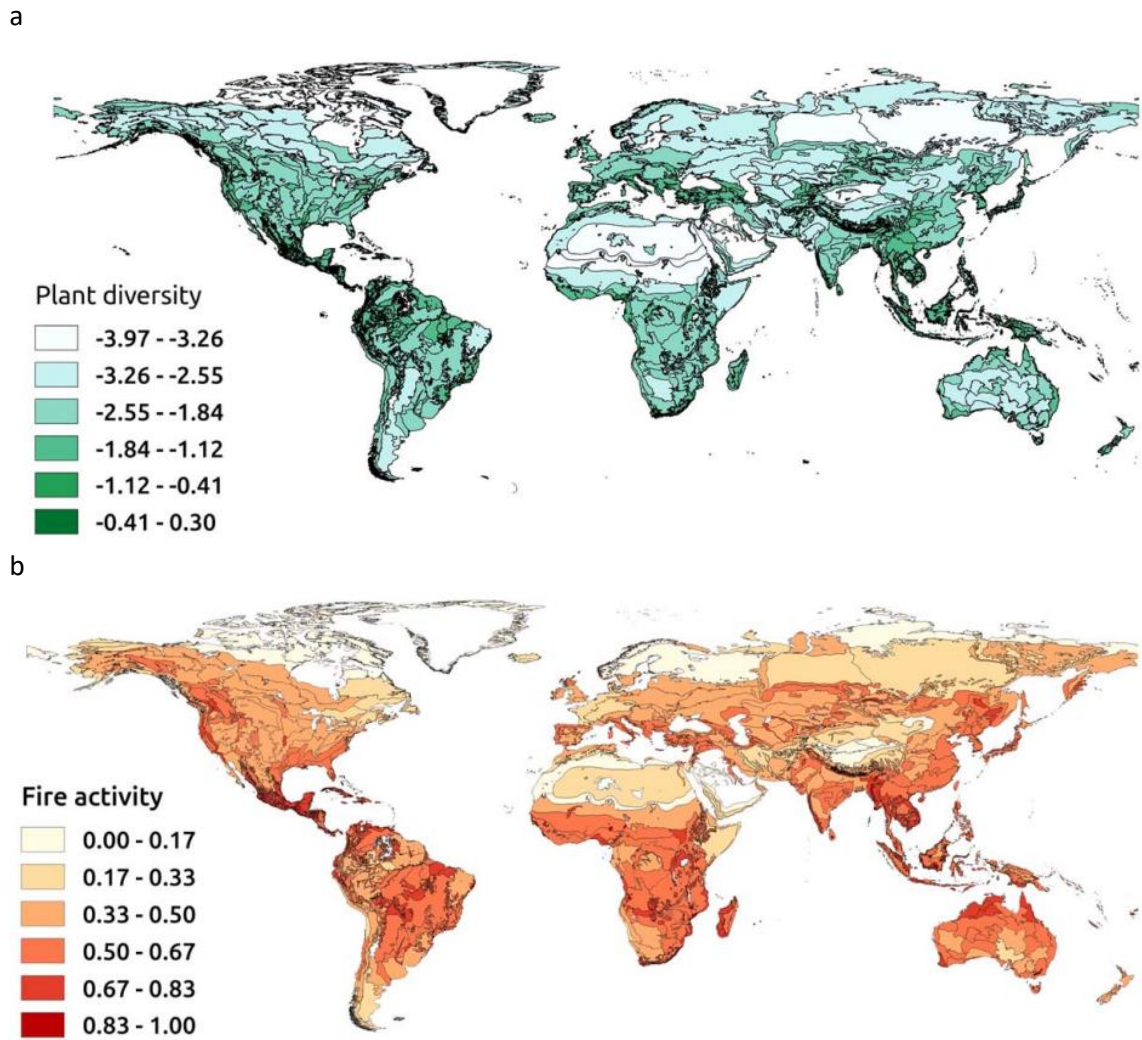 a
Plant diversity
-3.97 - -3.26
-3.26 - -2.55
-2.55 - -1.84
-1.84 - -1.12
-1.12 - -0.41
-0.41 - 0.30
b
Fire activity
0.00 - 0.17
0.17 - 0.33
0.33 - 0.50
0.50 - 0.67
0.67 - 0.83
0.83 - 1.00